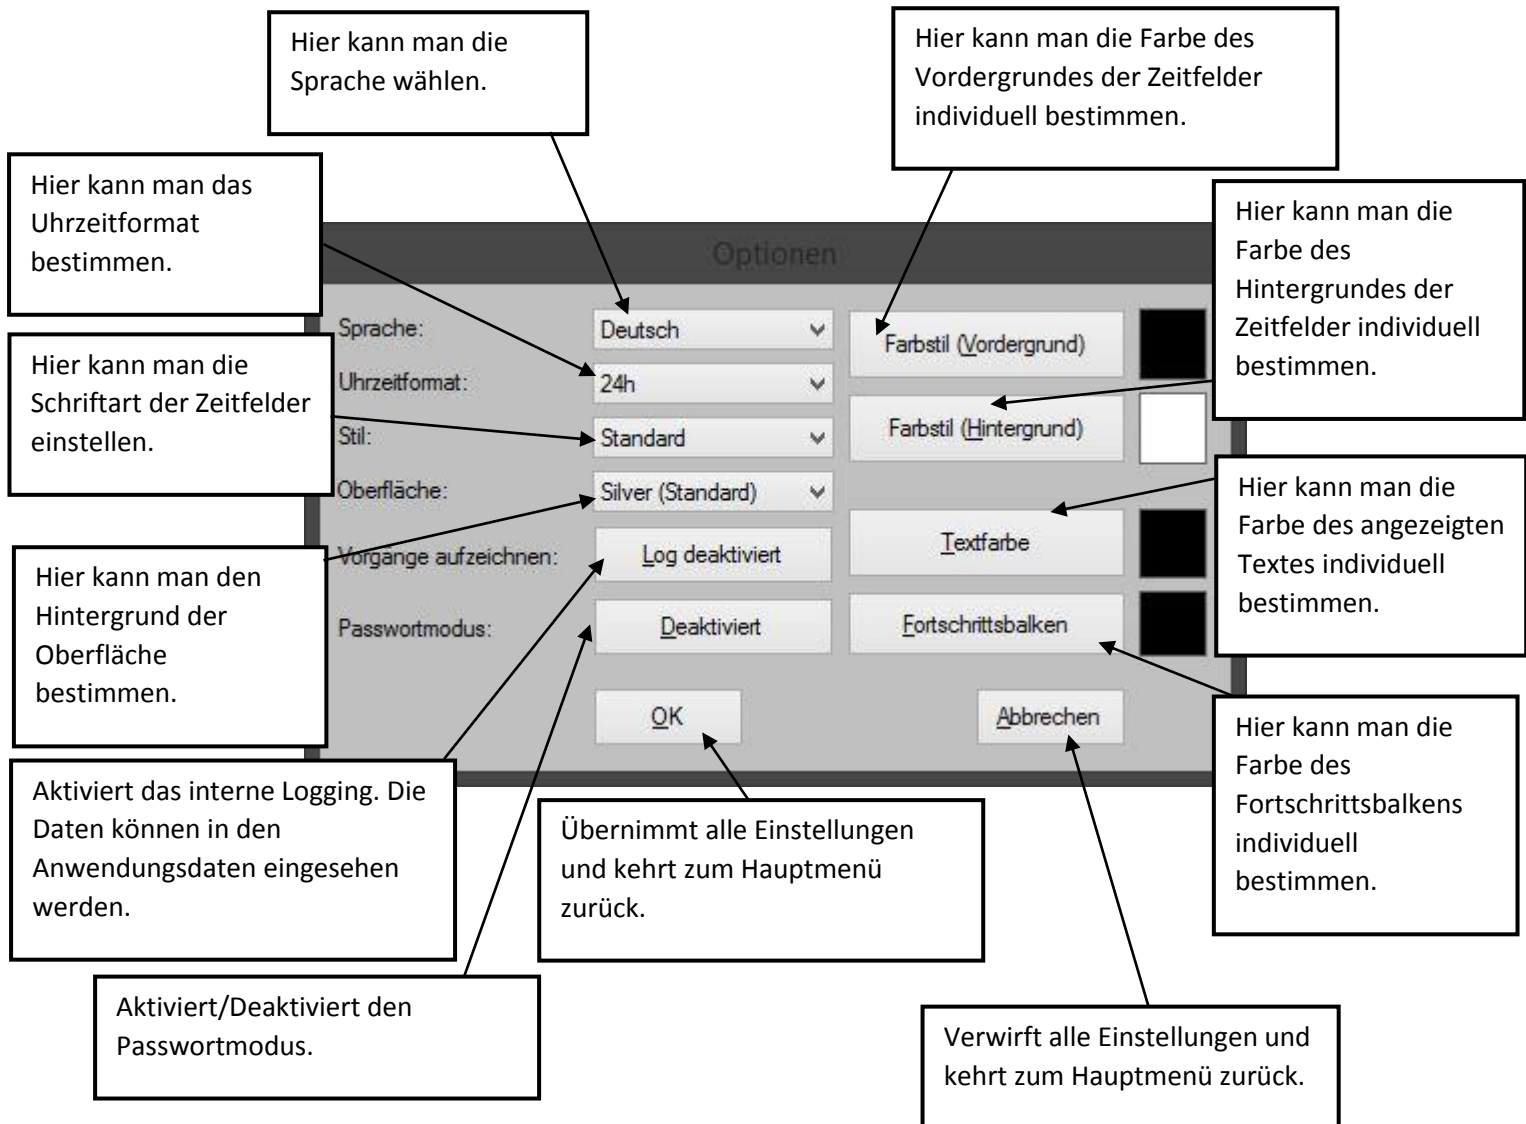 Hier kann man die
Sprache wählen.
Hier kann man die Farbe des
Vordergrundes der Zeitfelder
individuell bestimmen.
Hier kann man das
Uhrzeitformat
bestimmen.
Hier kann man die
Farbe des
Hintergrundes der
Zeitfelder individuell
bestimmen.
Optionen
Hier kann man die
Schriftart der Zeitfelder
einstellen.
Sprache:
Deutsch
Farbstil (Vordergrund)
Uhrzeitformat:
24h
Stil:
Standard
Farbstil (Hintergrund)
Oberfläche:
Silver (Standard)
Vorgänge aufzeichnen:
Log deaktiviert
Textfarbe
Passwortmodus:
Deaktiviert
Fortschrittsbalken
OK
Abbrechen
Hier kann man die
Farbe des angezeigten
Textes individuell
bestimmen.
Hier kann man den
Hintergrund der
Oberfläche
bestimmen.
Hier kann man die
Farbe des
Fortschrittsbalkens
individuell
bestimmen.
Aktiviert das interne Logging. Die
Daten können in den
Anwendungsdaten eingesehen
werden.
Übernimmt alle Einstellungen
und kehrt zum Hauptmenü
zurück.
Aktiviert/Deaktiviert den
Passwortmodus.
Verwirft alle Einstellungen und
kehrt zum Hauptmenü zurück.